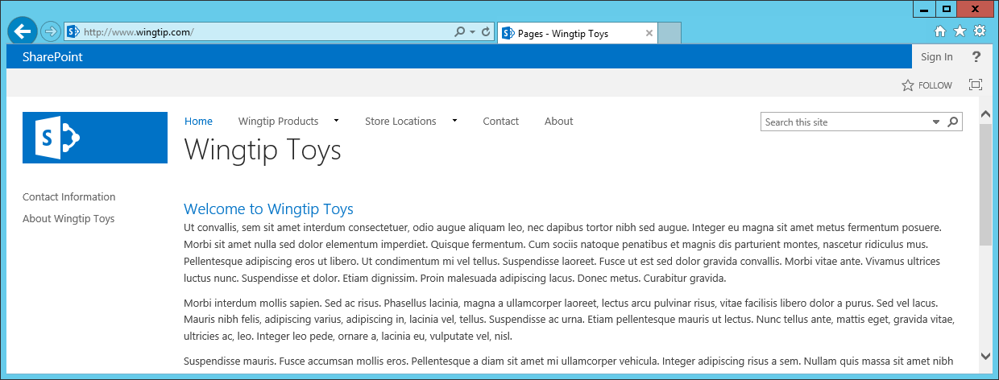 http://www.wingtip.com/
Pages - Wingtip Toys
SharePoint
Sign In ?
FOLLOW
S
Home Wingtip Products Store Locations Contact About
Search this site
Wingtip Toys
Contact Information
About Wingtip Toys
Welcome to Wingtip Toys
Ut convallis, sem sit amet interdum consectetuer, odio augue aliquam leo, nec dapibus tortor nibh sed augue. Integer eu magna sit amet metus fermentum posuere.
Morbi sit amet nulla sed dolor elementum imperdiet. Quisque fermentum. Cum sociis natoque penatibus et magnis dis parturient montes, nascetur ridiculus mus.
Pellentesque adipiscing eros ut libero. Ut condimentum mi vel tellus. Suspendisse laoreet. Fusce ut est sed dolor gravida convallis. Morbi vitae ante. Vivamus ultrices
luctus nunc. Suspendisse et dolor. Etiam dignissim. Proin malesuada adipiscing lacus. Donec metus. Curabitur gravida.
Morbi interdum mollis sapien. Sed ac risus. Phasellus lacinia, magna a ullamcorper laoreet, lectus arcu pulvinar risus, vitae facilisis libero dolor a purus. Sed vel lacus.
Mauris nibh felis, adipiscing varius, adipiscing in, lacinia vel, tellus. Suspendisse ac urna. Etiam pellentesque mauris ut lectus. Nunc tellus ante, mattis eget, gravida vitae,
ultricies ac, leo. Integer leo pede, ornare a, lacinia eu, vulputate vel, nisl.
Suspendisse mauris. Fusce accumsan mollis eros. Pellentesque a diam sit amet mi ullamcorper vehicula. Integer adipiscing risus a sem. Nullam quis massa sit amet nibh